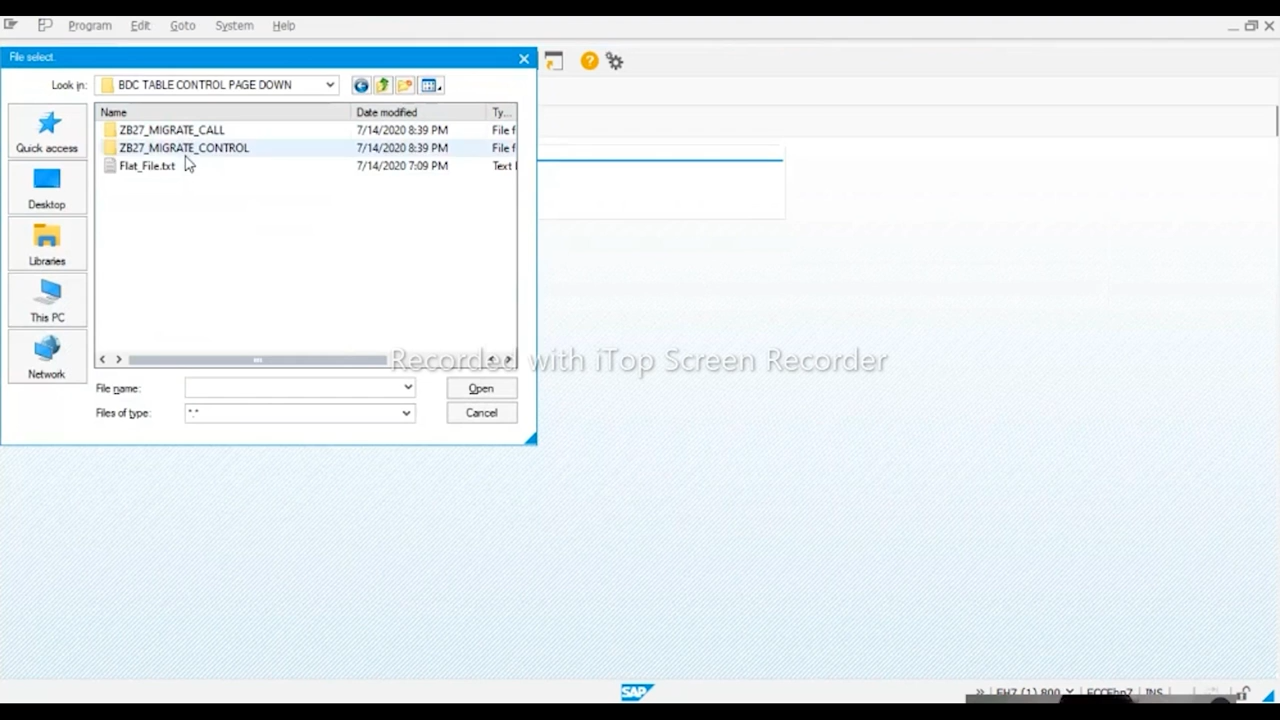 Program Edit Goto System Help
File select.
Look in: BDC TABLE CONTROL PAGE DOWN
Name Date modified Ty...
Quick access
ZB27_MIGRATE_CALL 7/14/2020 8:39 PM File f
ZB27_MIGRATE_CONTROL 7/14/2020 8:39 PM File f
Flat_File.txt 7/14/2020 7:09 PM Text
Desktop
Libraries
This PC
Network
Recorded with iTop Screen Recorder
File name: Open
Files of type: *.* Cancel
SAP
EH7 (1) 800 INS